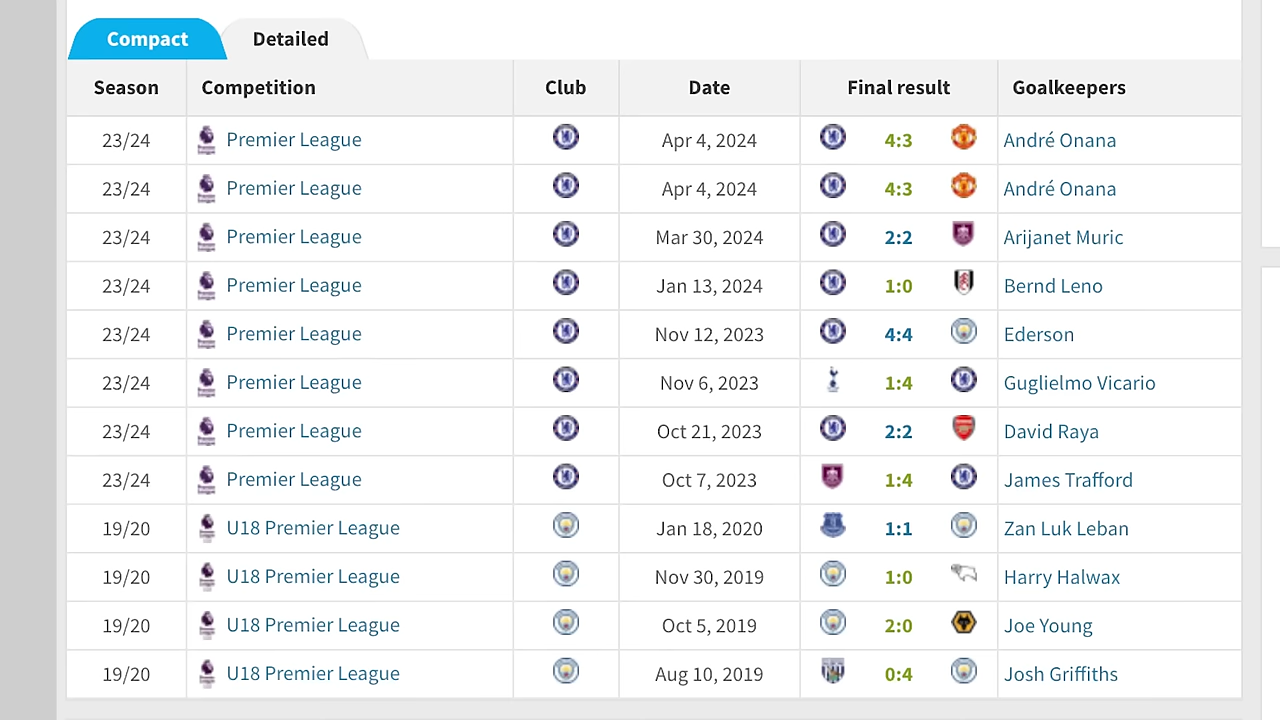 Compact Detailed
Season Competition Club Date Final result Goalkeepers
23/24 Premier League Apr 4, 2024 4:3 André Onana
23/24 Premier League Apr 4, 2024 4:3 André Onana
23/24 Premier League Mar 30, 2024 2:2 Arijanet Muric
23/24 Premier League Jan 13, 2024 1:0 Bernd Leno
23/24 Premier League Nov 12, 2023 4:4 Ederson
23/24 Premier League Nov 6, 2023 1:4 Guglielmo Vicario
23/24 Premier League Oct 21, 2023 2:2 David Raya
23/24 Premier League Oct 7, 2023 1:4 James Trafford
19/20 U18 Premier League Jan 18, 2020 1:1 Zan Luk Leban
19/20 U18 Premier League Nov 30, 2019 1:0 Harry Halwax
19/20 U18 Premier League Oct 5, 2019 2:0 Joe Young
19/20 U18 Premier League Aug 10, 2019 0:4 Josh Griffiths